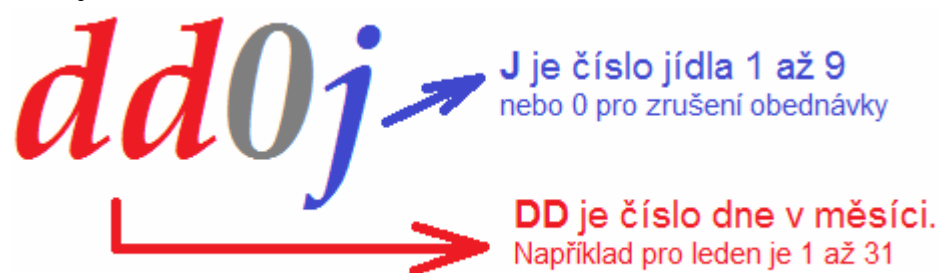 dd0j
J je číslo jídla 1 až 9
nebo 0 pro zrušení obednávky
DD je číslo dne v měsíci.
Například pro leden je 1 až 31